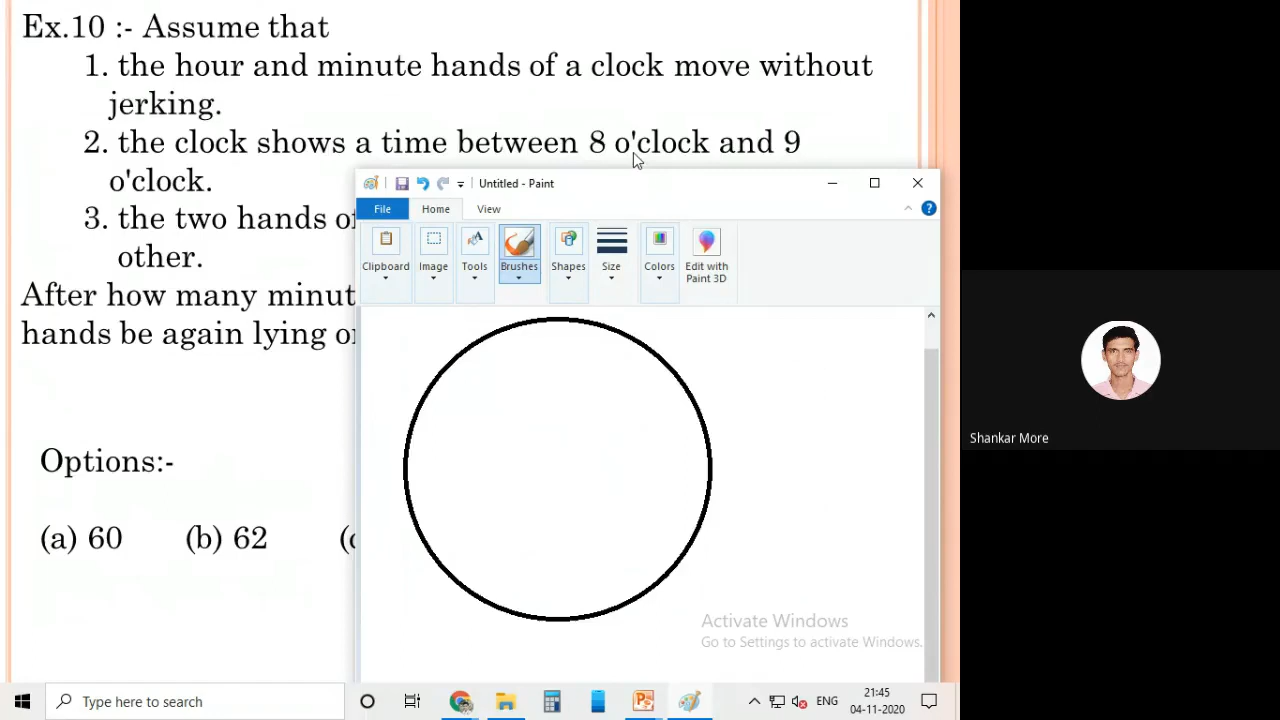 Ex.10 :- Assume that
1. the hour and minute hands of a clock move without
jerking.
2. the clock shows a time between 8 o'clock and 9
o'clock.
3. the two hands of
other.
After how many minut
hands be again lying o
Options:-
(a) 60 (b) 62 (
Untitled - Paint
File Home View
Clipboard Image Tools Brushes Shapes Size Colors Edit with
Paint 3D
Activate Windows
Go to Settings to activate Windows.
Shankar More
Type here to search
ENG
21:45
04-11-2020